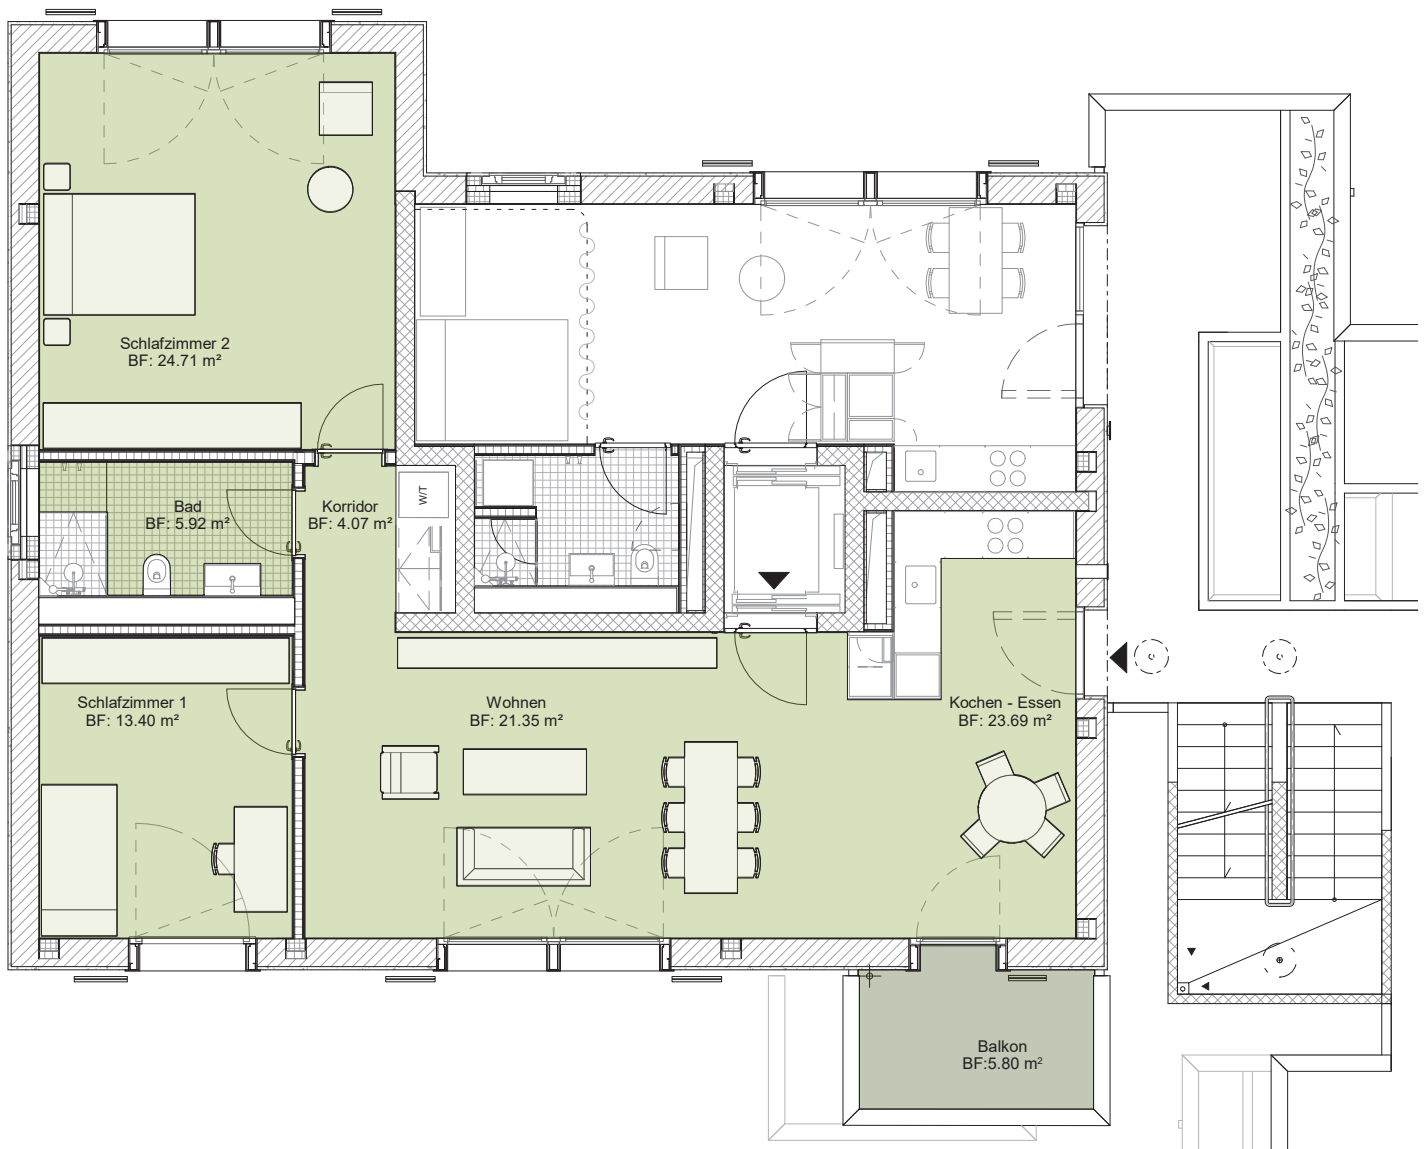 Schlafzimmer 2
BF: 24.71 m²
W/T
Bad
BF: 5.92 m²
Korridor
BF: 4.07 m²
Schlafzimmer 1
BF: 13.40 m²
Wohnen
BF: 21.35 m²
Kochen - Essen
BF: 23.69 m²
Balkon
BF:5.80 m²